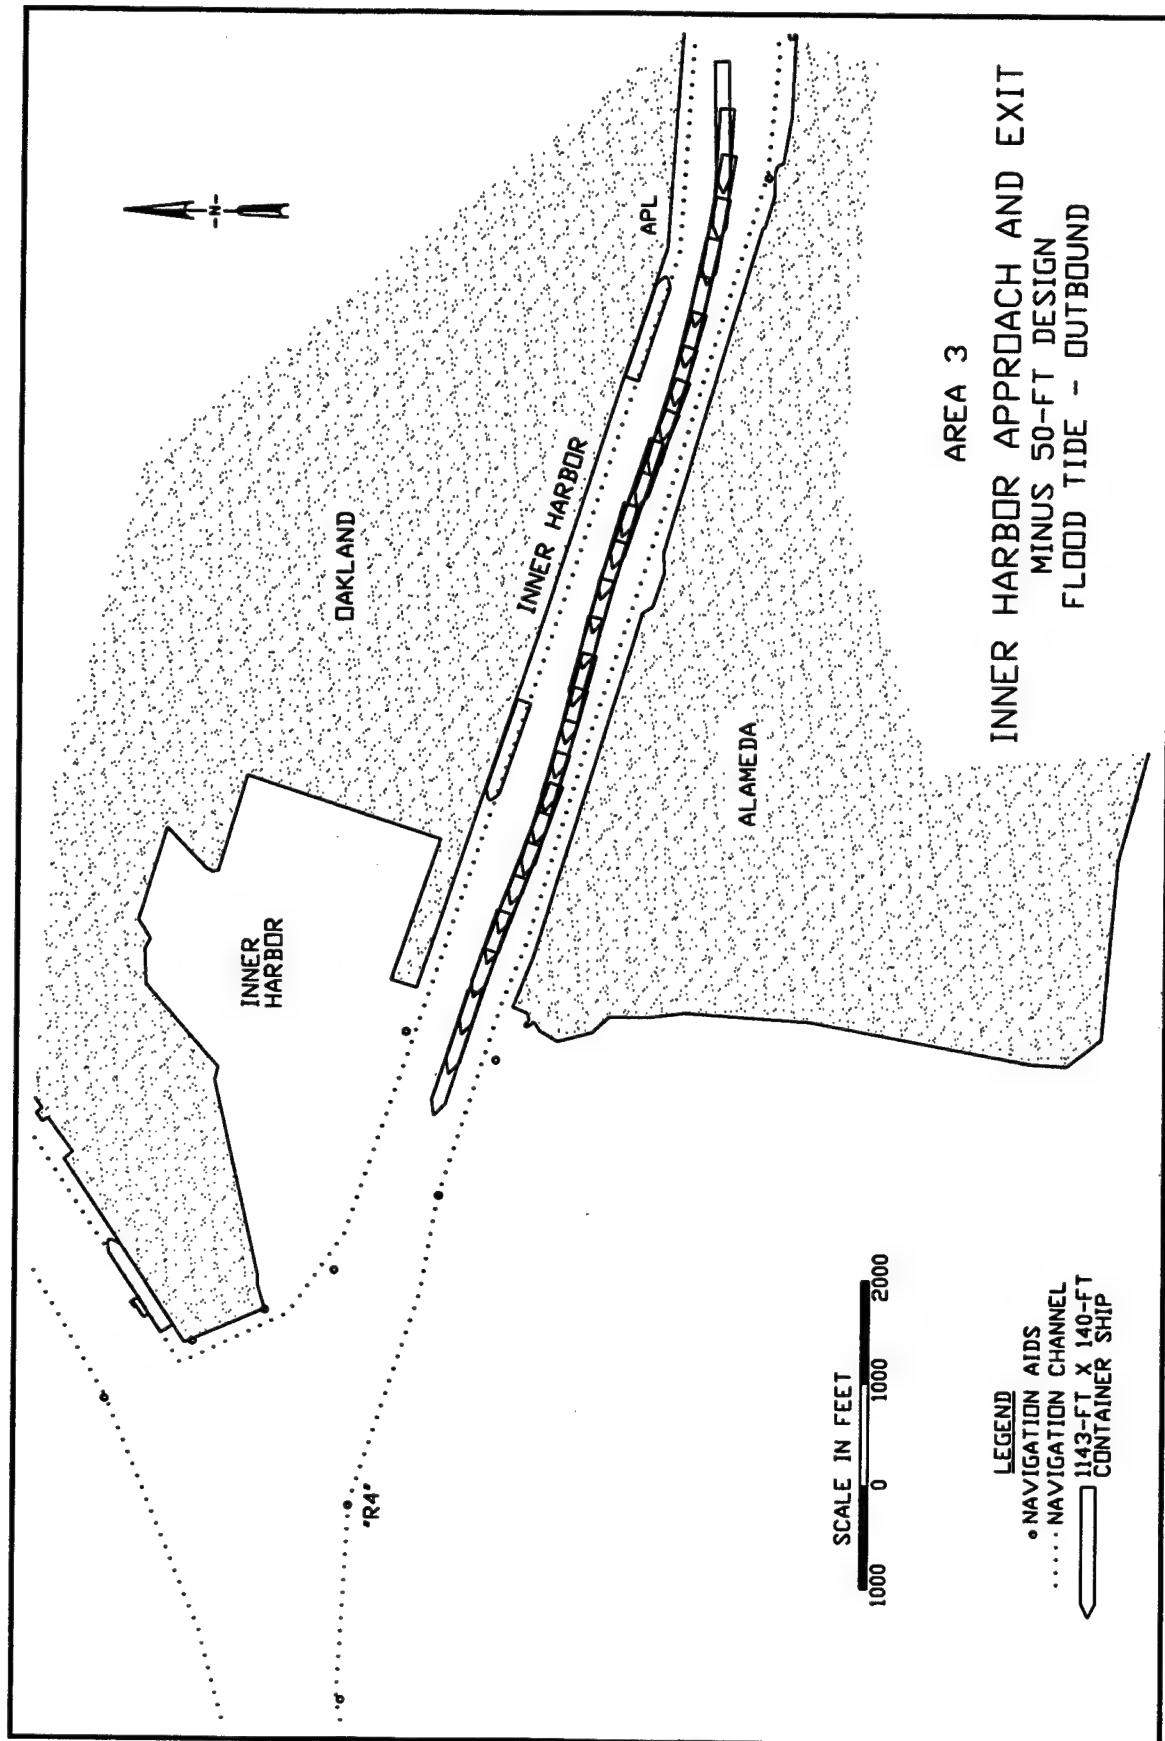 -N-
APL
OAKLAND
INNER HARBOR
INNER
HARBOR
ALAMEDA
"R4"
AREA 3
INNER HARBOR APPROACH AND EXIT
MINUS 50-FT DESIGN
FLOOD TIDE - OUTBOUND
SCALE IN FEET
1000 0 1000 2000
LEGEND
NAVIGATION AIDS
NAVIGATION CHANNEL
1143-FT X 140-FT
CONTAINER SHIP